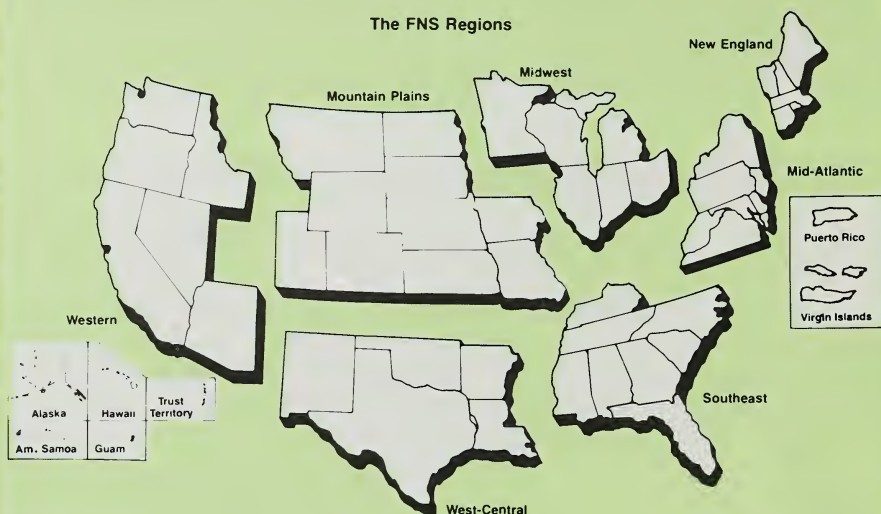 The FNS Regions
New England
Midwest
Mountain Plains
Mid-Atlantic
Puerto Rico
Virgin Islands
Western
Alaska
Hawaii
Trust
Territory
Am. Samoa
Guam
Southeast
West-Central